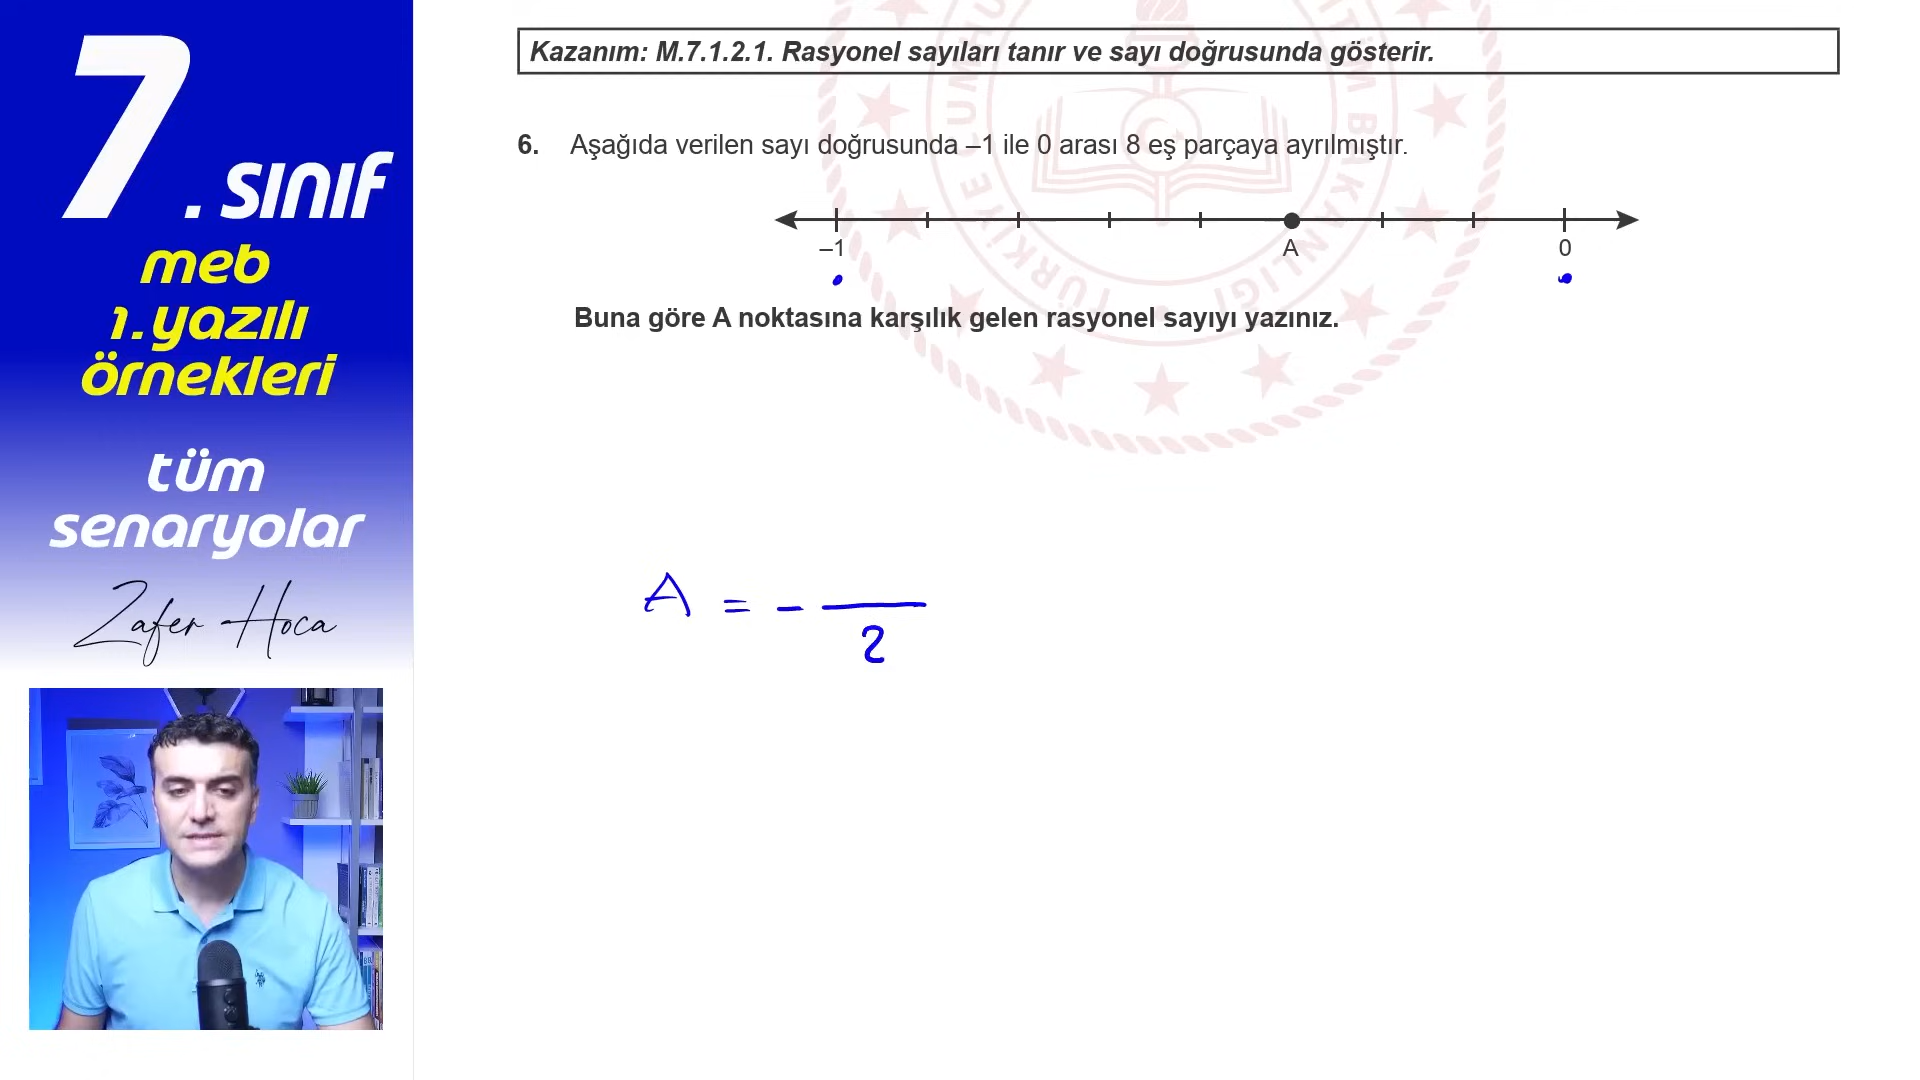 7. SINIF
meb
1.yazılı
örnekleri
tüm
senaryolar
Zafer Hoca
Kazanım: M.7.1.2.1. Rasyonel sayıları tanır ve sayı doğrusunda gösterir.
6. Aşağıda verilen sayı doğrusunda –1 ile 0 arası 8 eş parçaya ayrılmıştır.
–1 A 0
Buna göre A noktasına karşılık gelen rasyonel sayıyı yazınız.
A = -
2